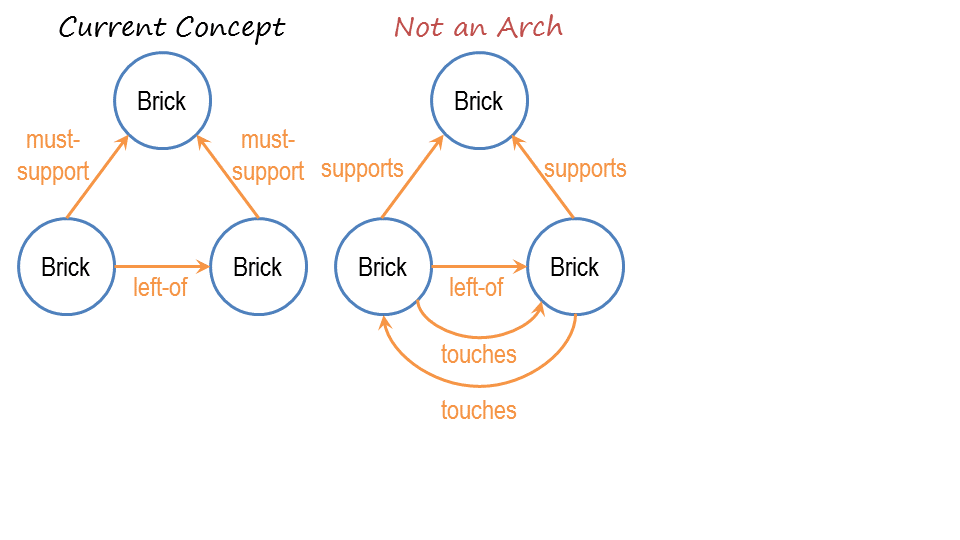 Current Concept
Not an Arch
Brick
Brick
must-
support
must-
support
supports
supports
Brick
Brick
Brick
Brick
left-of
left-of
touches
touches